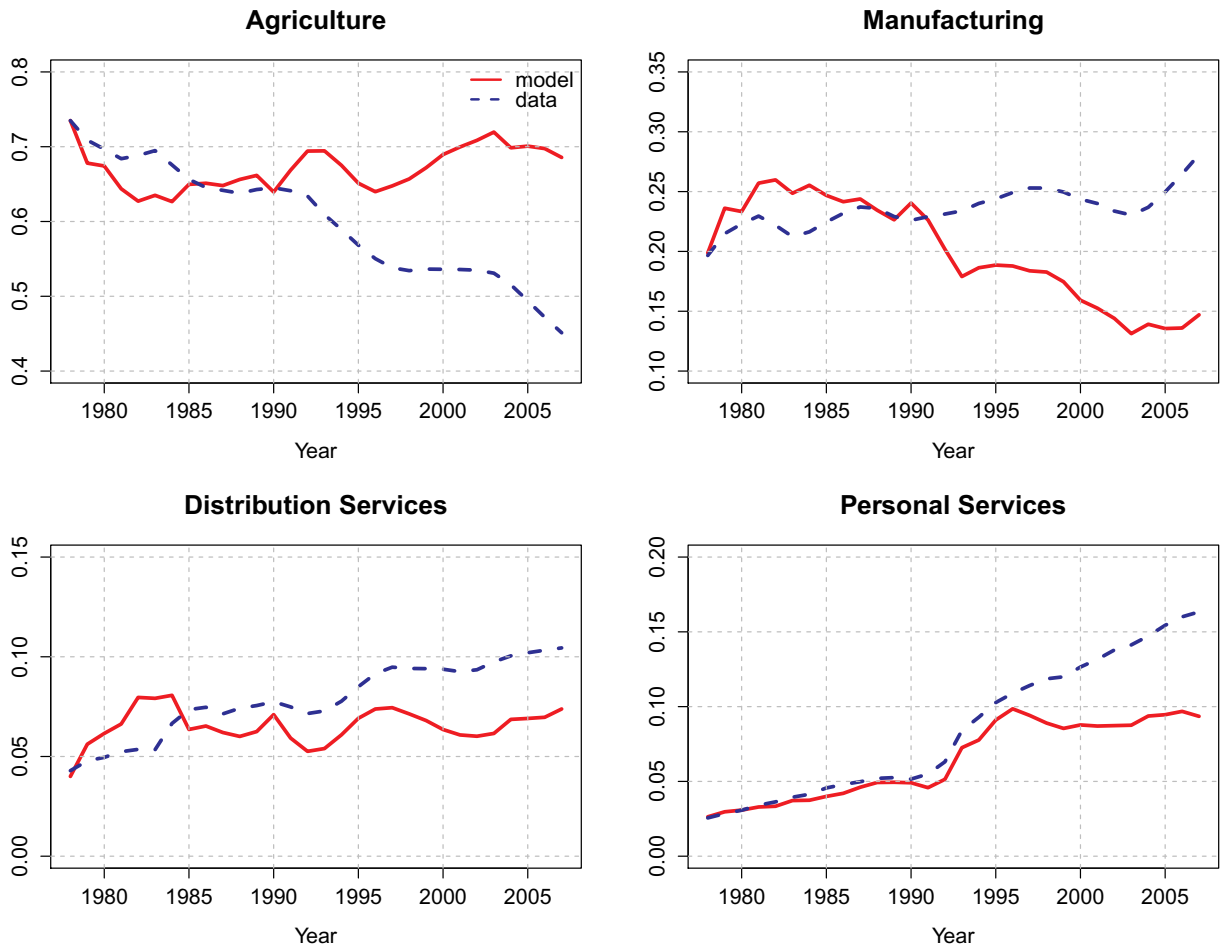 Agriculture
0.8
0.7
0.6
0.5
0.4
model
data
1980 1985 1990 1995 2000 2005
Year
Manufacturing
0.35
0.30
0.25
0.20
0.15
0.10
1980 1985 1990 1995 2000 2005
Year
Distribution Services
0.15
0.10
0.05
0.00
1980 1985 1990 1995 2000 2005
Year
Personal Services
0.20
0.15
0.10
0.05
0.00
1980 1985 1990 1995 2000 2005
Year